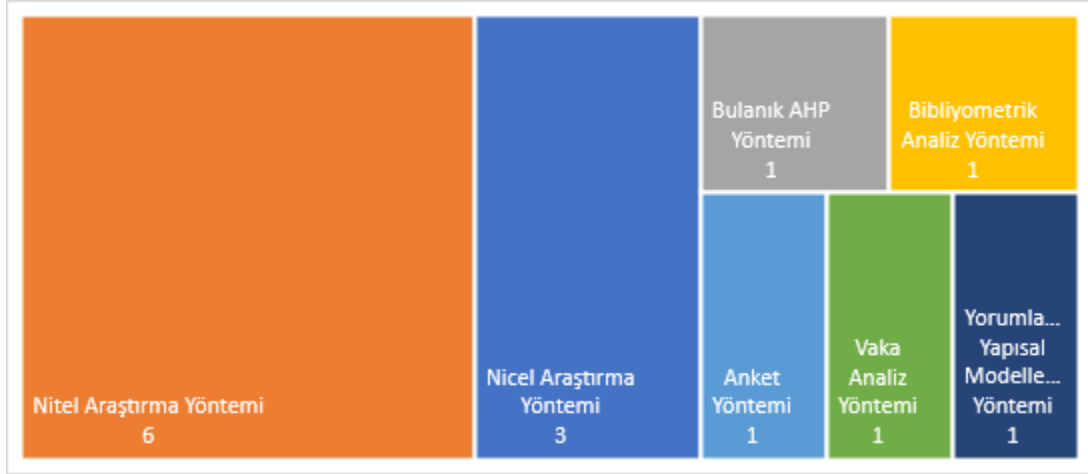 Nitel Araştırma Yöntemi
6
Nicel Araştırma
Yöntemi
3
Bulanık AHP
Yöntemi
1
Bibliyometrik
Analiz Yöntemi
1
Anket
Yöntemi
1
Vaka
Analiz
Yöntemi
1
Yorumla...
Yapısal
Modelle...
Yöntemi
1